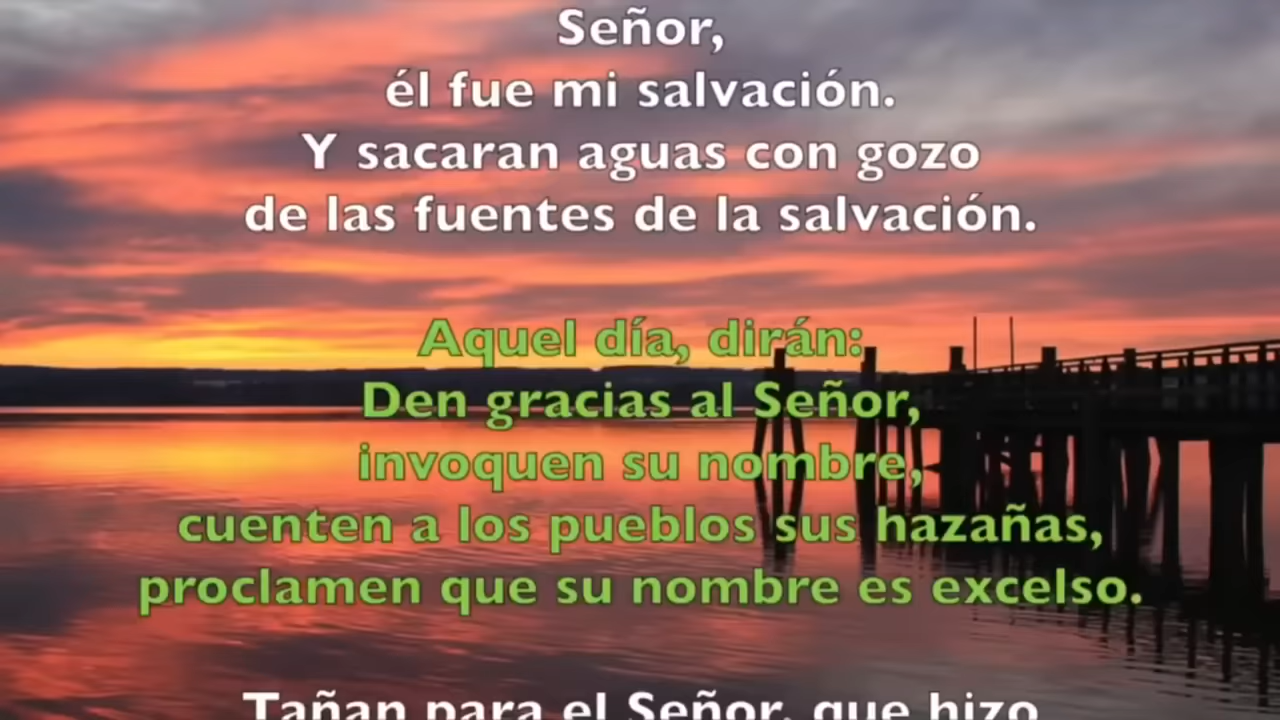 Señor,
él fue mi salvación.
Y sacaran aguas con gozo
de las fuentes de la salvación.
Aquel día, dirán:
Den gracias al Señor,
invoquen su nombre,
cuenten a los pueblos sus hazañas,
proclamen que su nombre es excelso.
Tañan para el Señor, que hizo